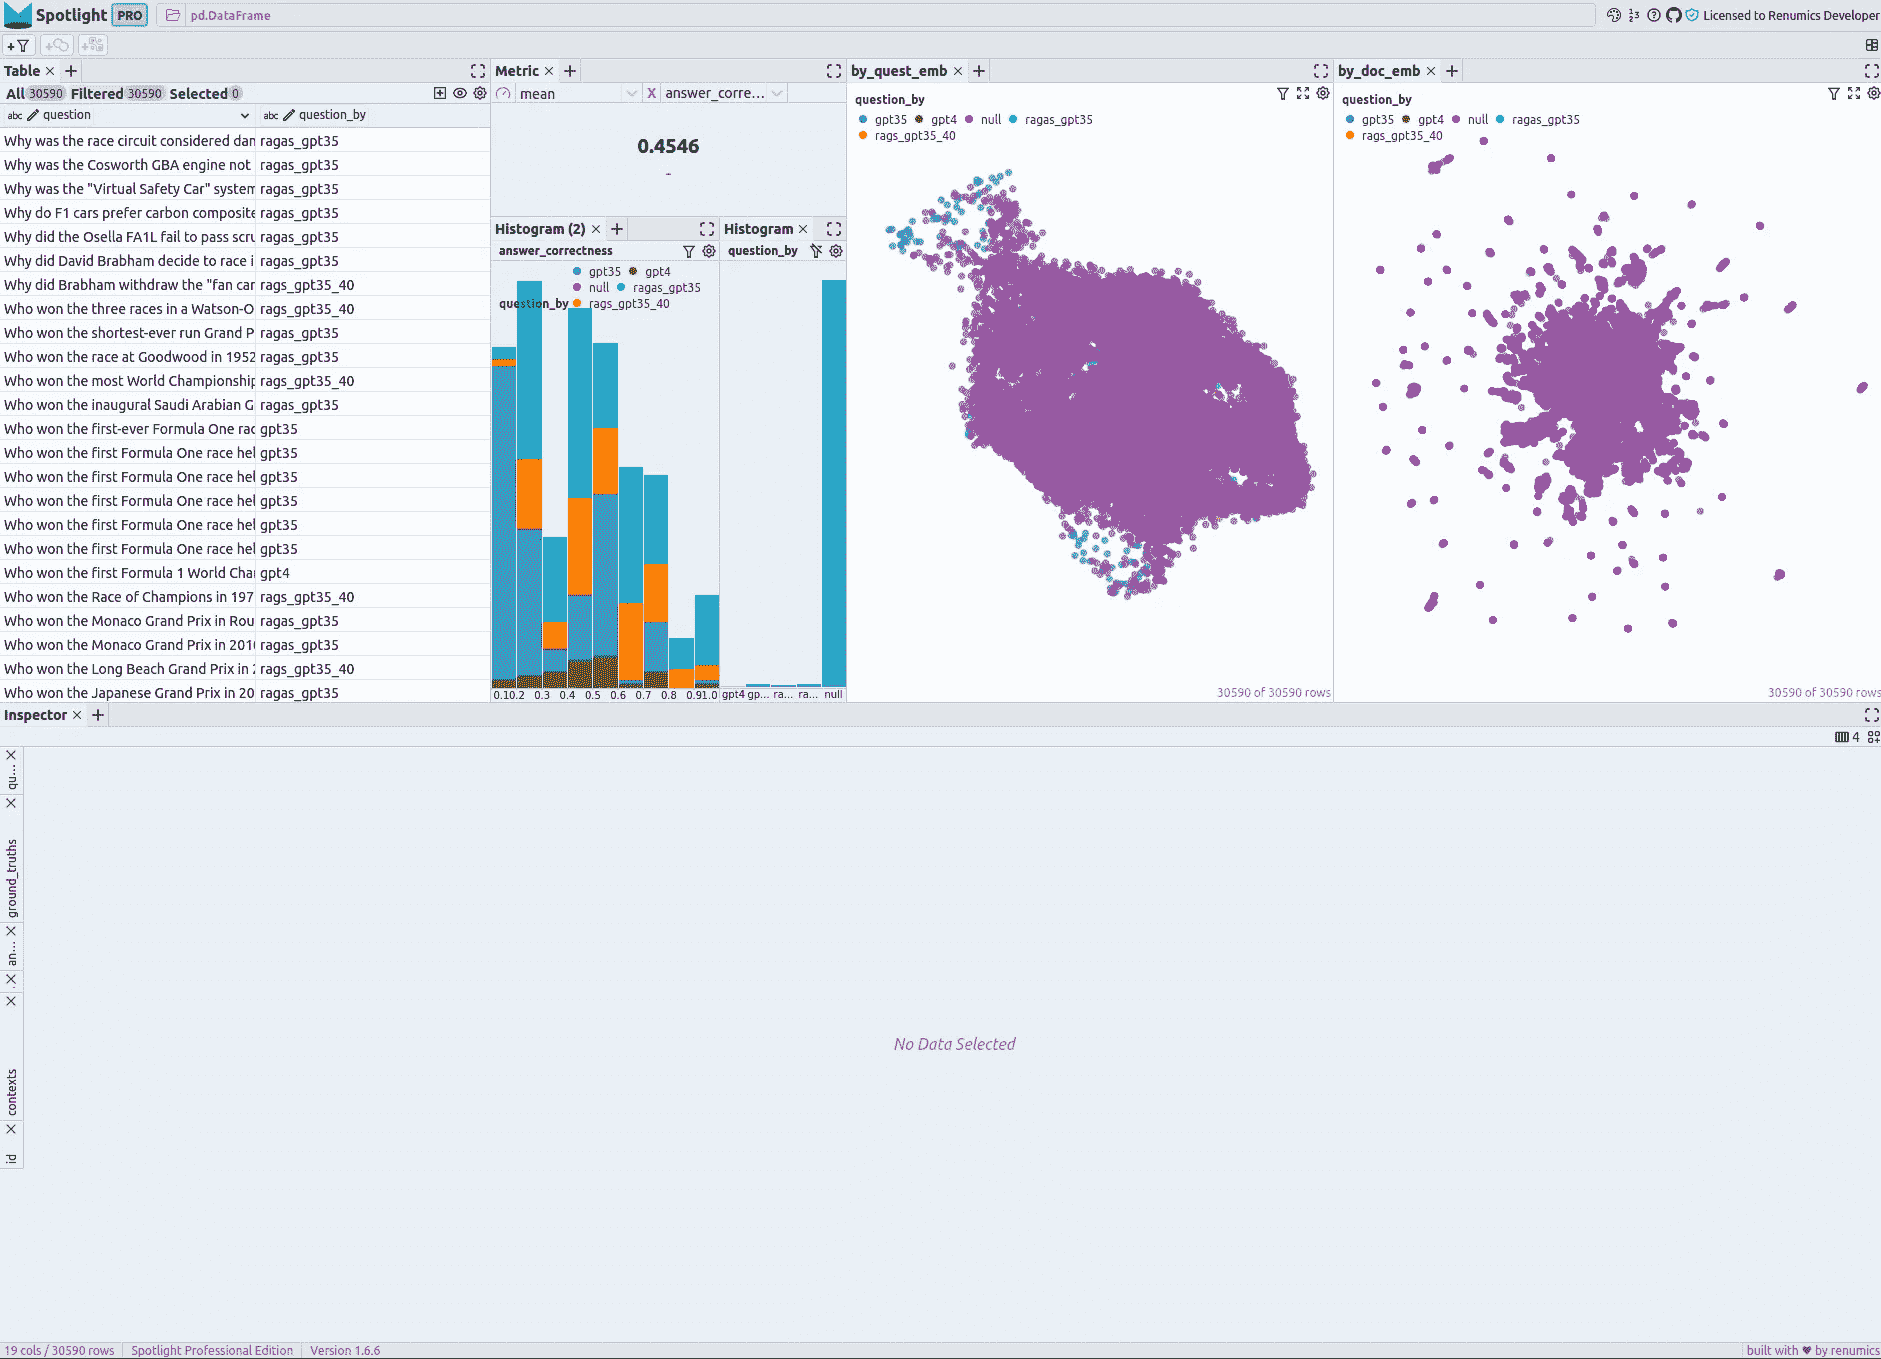 Spotlight PRO pd.DataFrame
Licensed to Renumics Developer
Table
All 30590 Filtered 30590 Selected 0
abc question abc question_by
Why was the race circuit considered dan ragas_gpt35
Why was the Cosworth GBA engine not ragas_gpt35
Why was the "Virtual Safety Car" system ragas_gpt35
Why do F1 cars prefer carbon composite ragas_gpt35
Why did the Osella FA1L fail to pass scru ragas_gpt35
Why did David Brabham decide to race i ragas_gpt35
Why did Brabham withdraw the "fan car rags_gpt35_40
Who won the three races in a Watson-O rags_gpt35_40
Who won the shortest-ever run Grand P ragas_gpt35
Who won the race at Goodwood in 1952 ragas_gpt35
Who won the most World Championship rags_gpt35_40
Who won the inaugural Saudi Arabian G ragas_gpt35
Who won the first-ever Formula One rac gpt35
Who won the first Formula One race hel gpt35
Who won the first Formula One race hel gpt35
Who won the first Formula One race hel gpt35
Who won the first Formula One race hel gpt35
Who won the first Formula One race hel gpt35
Who won the first Formula 1 World Cha gpt4
Who won the Race of Champions in 197 rags_gpt35_40
Who won the Monaco Grand Prix in Rou ragas_gpt35
Who won the Monaco Grand Prix in 201 ragas_gpt35
Who won the Long Beach Grand Prix in rags_gpt35_40
Who won the Japanese Grand Prix in 20 ragas_gpt35
Metric
mean X answer_corre...
0.4546
-
Histogram (2)
answer_correctness
gpt35 gpt4
null ragas_gpt35
question_by rags_gpt35_40
0.1 0.2 0.3 0.4 0.5 0.6 0.7 0.8 0.9 1.0
Histogram
question_by
gpt4 gp... ra... ra... null
by_quest_emb
question_by
gpt35 gpt4 null ragas_gpt35
rags_gpt35_40
30590 of 30590 rows
by_doc_emb
question_by
gpt35 gpt4 null ragas_gpt35
rags_gpt35_40
30590 of 30590 rows
Inspector
4
qu...
ground_truths
an...
contexts
id
No Data Selected
19 cols / 30590 rows Spotlight Professional Edition Version 1.6.6
built with ♥ by renumics